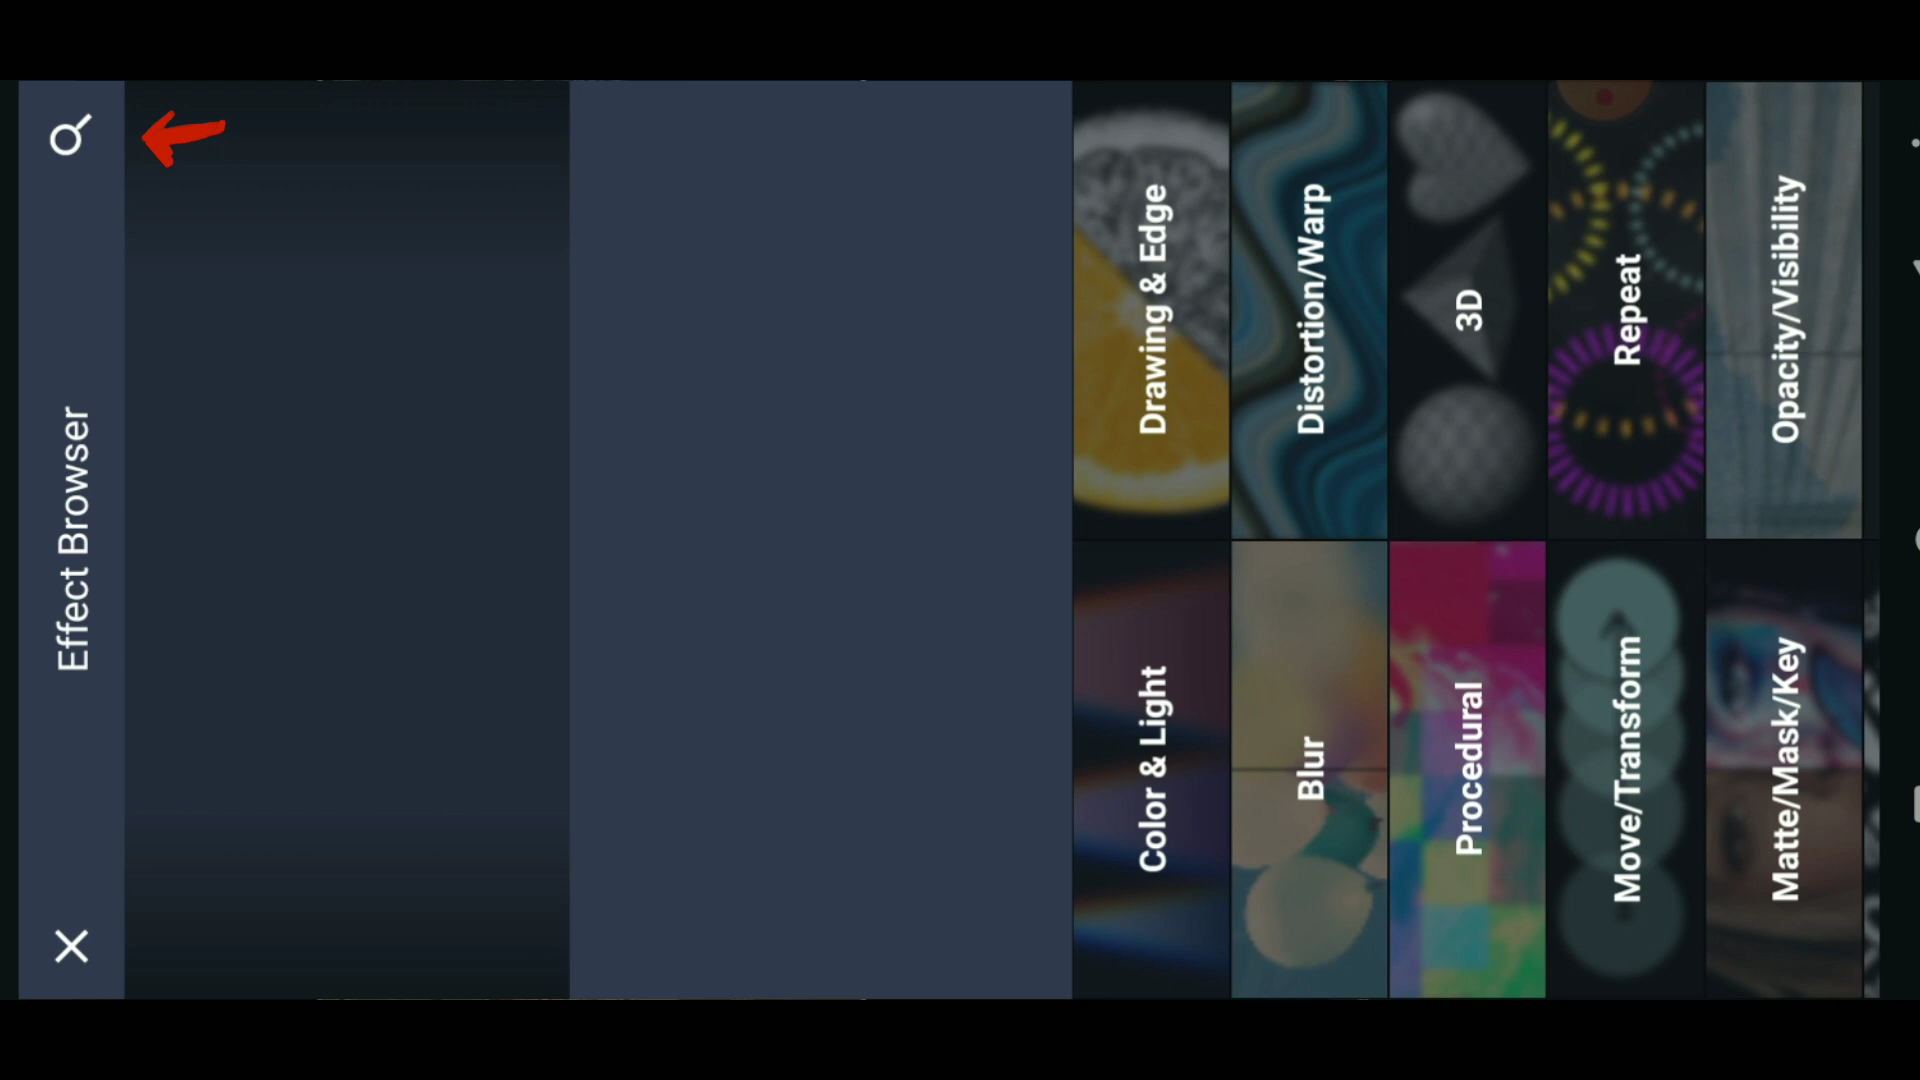 Effect Browser
Color & Light
Drawing & Edge
Blur
Distortion/Warp
Procedural
3D
Move/Transform
Repeat
Matte/Mask/Key
Opacity/Visibility